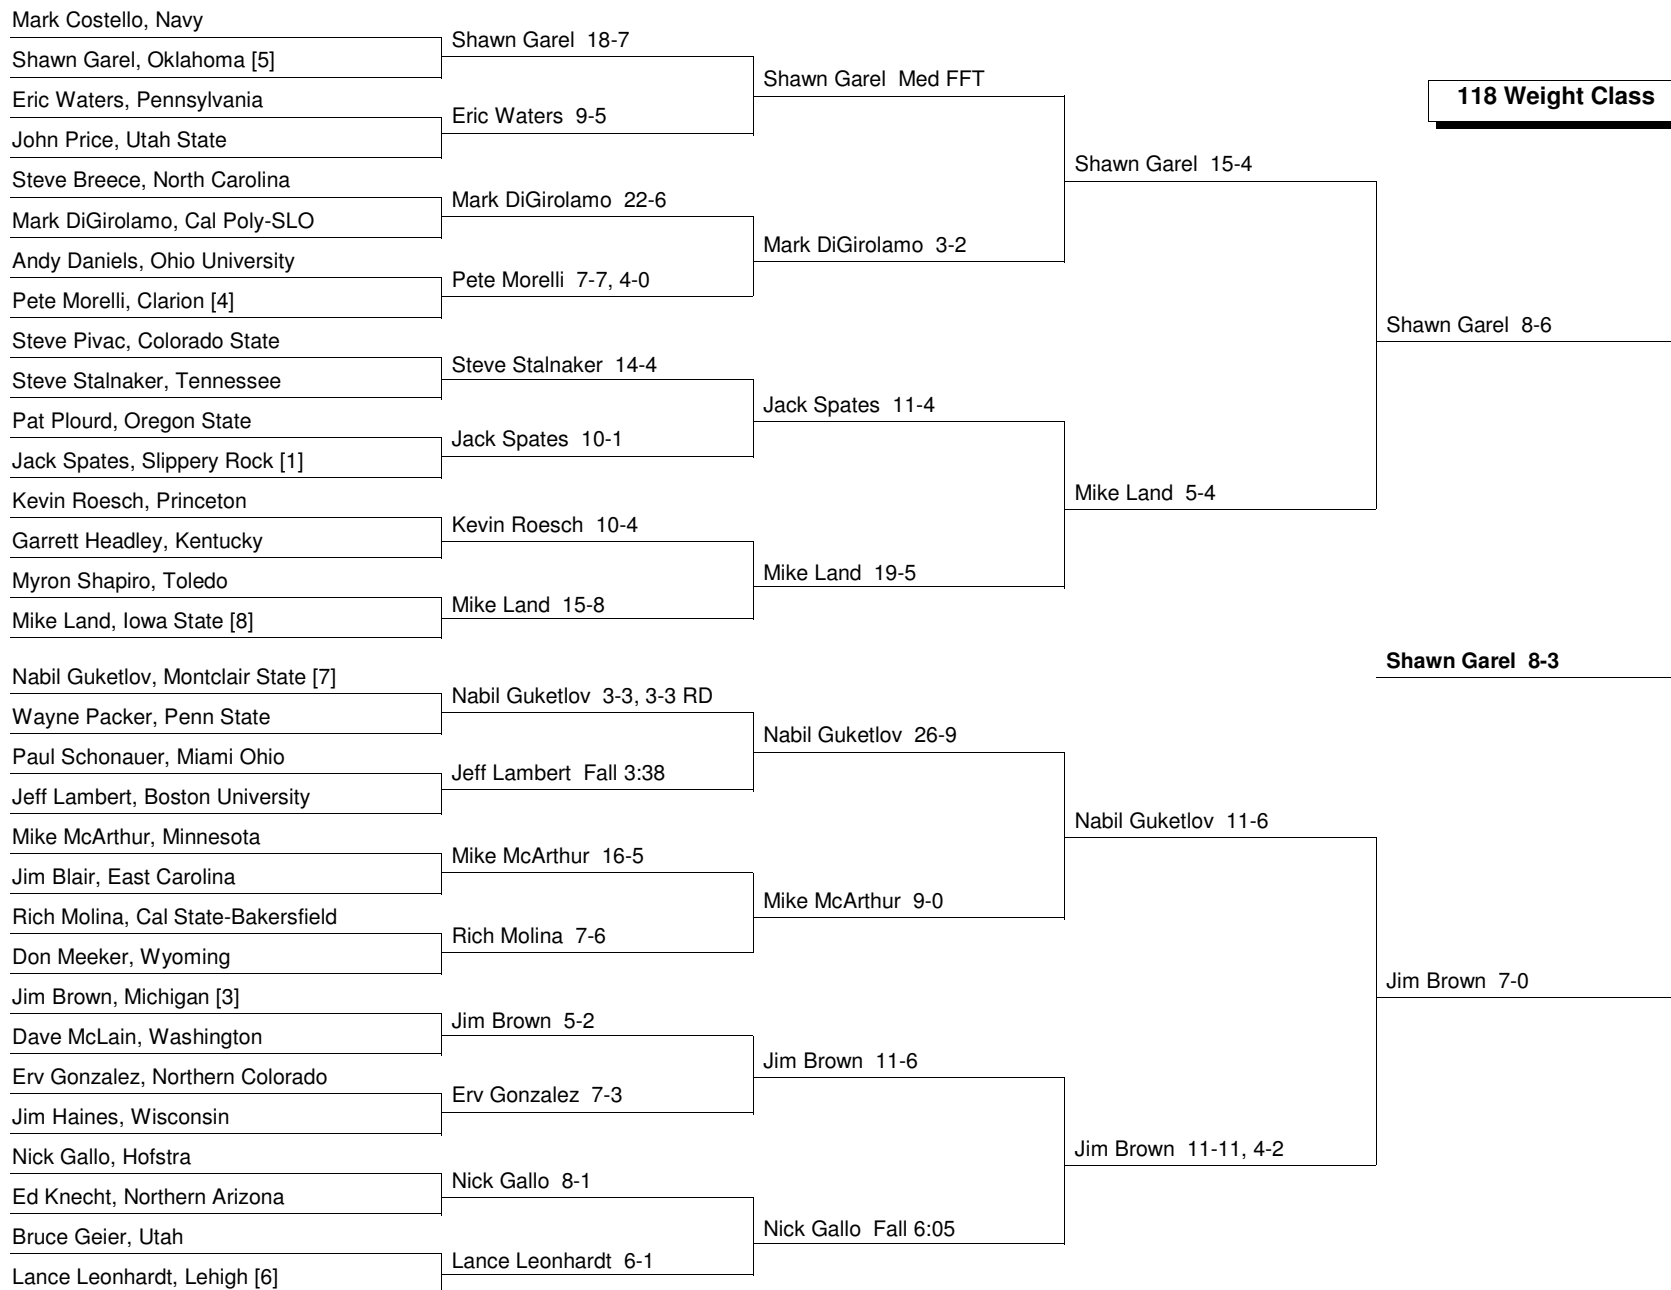 Mark Costello, Navy
Shawn Garel, Oklahoma [5]
Eric Waters, Pennsylvania
John Price, Utah State
Steve Breece, North Carolina
Mark DiGirolamo, Cal Poly-SLO
Andy Daniels, Ohio University
Pete Morelli, Clarion [4]
Steve Pivac, Colorado State
Steve Stalnaker, Tennessee
Pat Plourd, Oregon State
Jack Spates, Slippery Rock [1]
Kevin Roesch, Princeton
Garrett Headley, Kentucky
Myron Shapiro, Toledo
Mike Land, Iowa State [8]
Nabil Guketlov, Montclair State [7]
Wayne Packer, Penn State
Paul Schonauer, Miami Ohio
Jeff Lambert, Boston University
Mike McArthur, Minnesota
Jim Blair, East Carolina
Rich Molina, Cal State-Bakersfield
Don Meeker, Wyoming
Jim Brown, Michigan [3]
Dave McLain, Washington
Erv Gonzalez, Northern Colorado
Jim Haines, Wisconsin
Nick Gallo, Hofstra
Ed Knecht, Northern Arizona
Bruce Geier, Utah
Lance Leonhardt, Lehigh [6]
Shawn Garel 18-7
Eric Waters 9-5
Mark DiGirolamo 22-6
Pete Morelli 7-7, 4-0
Steve Stalnaker 14-4
Jack Spates 10-1
Kevin Roesch 10-4
Mike Land 15-8
Nabil Guketlov 3-3, 3-3 RD
Jeff Lambert Fall 3:38
Mike McArthur 16-5
Rich Molina 7-6
Jim Brown 5-2
Erv Gonzalez 7-3
Nick Gallo 8-1
Lance Leonhardt 6-1
Shawn Garel Med FFT
Mark DiGirolamo 3-2
Jack Spates 11-4
Mike Land 19-5
Nabil Guketlov 26-9
Mike McArthur 9-0
Jim Brown 11-6
Nick Gallo Fall 6:05
Shawn Garel 15-4
Mike Land 5-4
Nabil Guketlov 11-6
Jim Brown 11-11, 4-2
118 Weight Class
Shawn Garel 8-6
Shawn Garel 8-3
Jim Brown 7-0